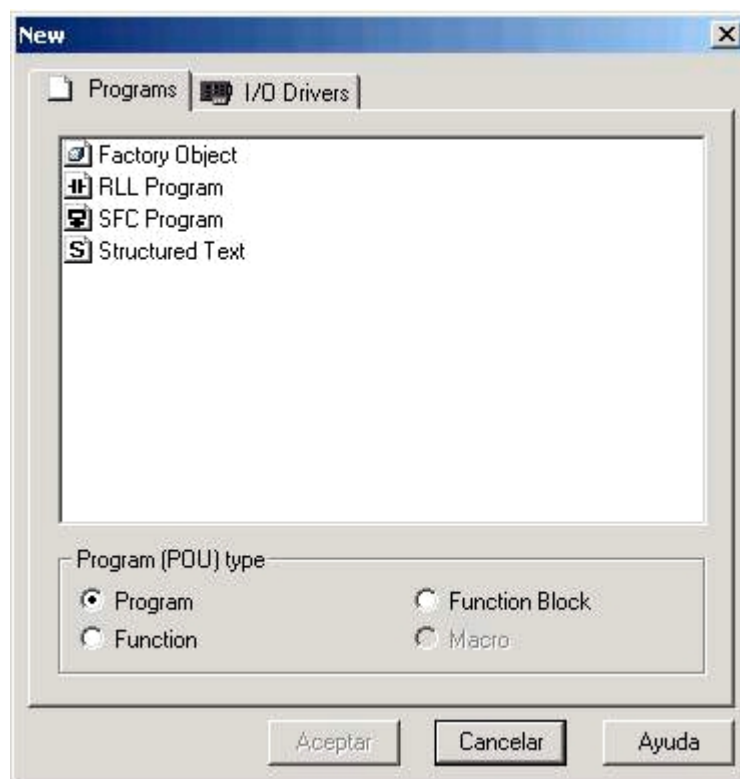 New
Programs I/O Drivers
Factory Object
RLL Program
SFC Program
Structured Text
Program (POU) type
Program Function Block
Function Macro
Aceptar Cancelar Ayuda